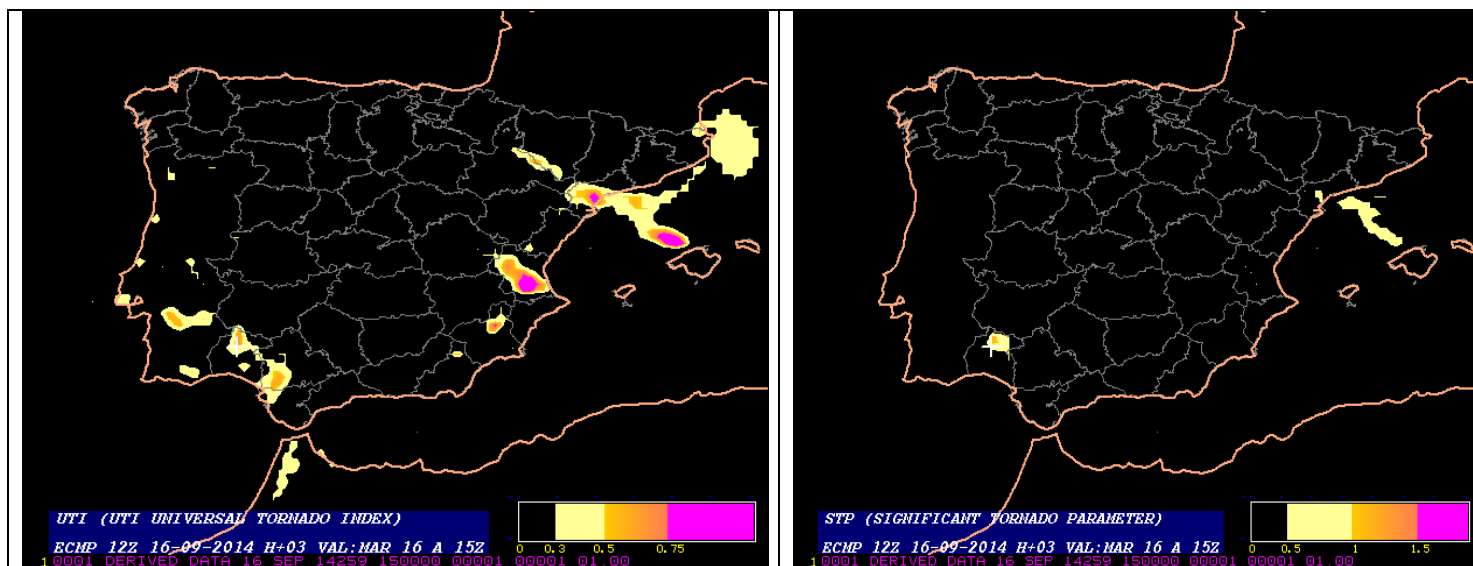 UTI (UTI UNIVERSAL TORNADO INDEX)
ECMP 12Z 16-09-2014 H+03 VAL:MAR 16 A 15Z
0 0.3 0.5 0.75
1 0001 DERIVED DATA 16 SEP 14259 150000 00001 00001 01.00
STP (SIGNIFICANT TORNADO PARAMETER)
ECMP 12Z 16-09-2014 H+03 VAL:MAR 16 A 15Z
0 0.5 1 1.5
1 0001 DERIVED DATA 16 SEP 14259 150000 00001 00001 01.00